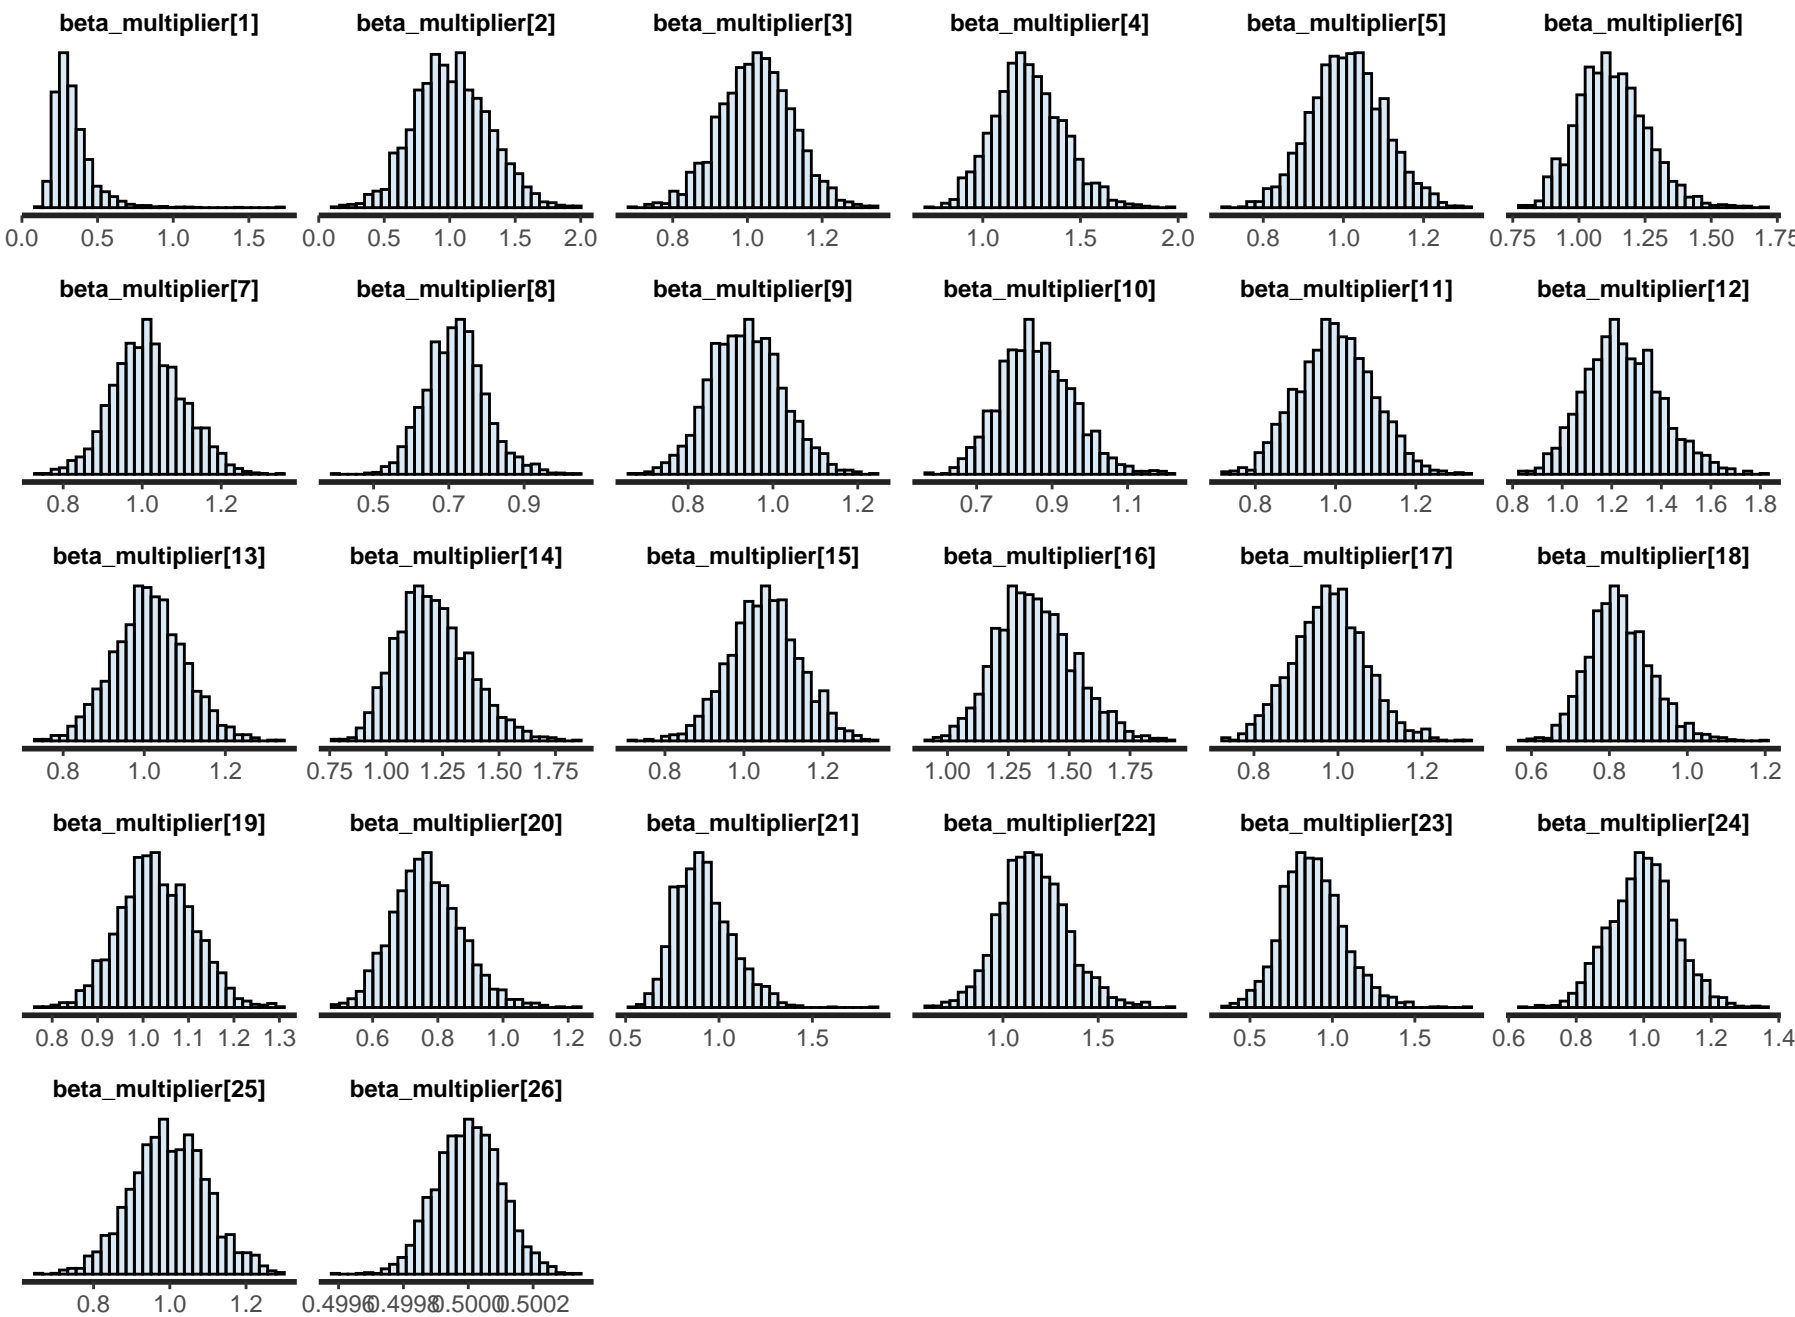 beta_multiplier[1] beta_multiplier[2] beta_multiplier[3] beta_multiplier[4] beta_multiplier[5] beta_multiplier[6]
0.0 0.5 1.0 1.5 0.0 0.5 1.0 1.5 2.0 0.8 1.0 1.2 1.0 1.5 2.0 0.8 1.0 1.2 0.75 1.00 1.25 1.50 1.75
beta_multiplier[7] beta_multiplier[8] beta_multiplier[9] beta_multiplier[10] beta_multiplier[11] beta_multiplier[12]
0.8 1.0 1.2 0.5 0.7 0.9 0.8 1.0 1.2 0.7 0.9 1.1 0.8 1.0 1.2 0.8 1.0 1.2 1.4 1.6 1.8
beta_multiplier[13] beta_multiplier[14] beta_multiplier[15] beta_multiplier[16] beta_multiplier[17] beta_multiplier[18]
0.8 1.0 1.2 0.75 1.00 1.25 1.50 1.75 0.8 1.0 1.2 1.00 1.25 1.50 1.75 0.8 1.0 1.2 0.6 0.8 1.0 1.2
beta_multiplier[19] beta_multiplier[20] beta_multiplier[21] beta_multiplier[22] beta_multiplier[23] beta_multiplier[24]
0.8 0.9 1.0 1.1 1.2 1.3 0.6 0.8 1.0 1.2 0.5 1.0 1.5 1.0 1.5 0.5 1.0 1.5 0.6 0.8 1.0 1.2 1.4
beta_multiplier[25] beta_multiplier[26]
0.8 1.0 1.2 0.4996 0.4998 0.5000 0.5002